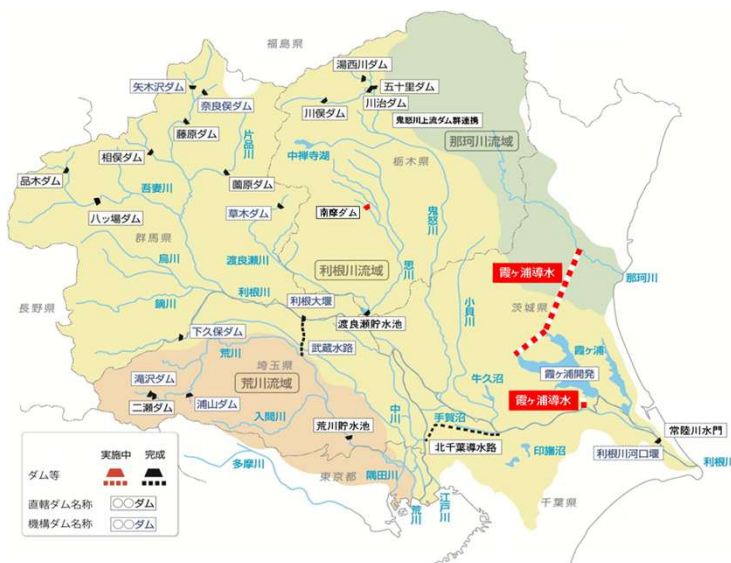 福島県
湯西川ダム
五十里ダム
矢木沢ダム
奈良俣ダム
川俣ダム
川治ダム
鬼怒川上流ダム群連携
藤原ダム
片品川
那珂川流域
相俣ダム
中禅寺湖
栃木県
品木ダム
吾妻川
薗原ダム
八ッ場ダム
草木ダム
南摩ダム
鬼怒川
群馬県
烏川
渡良瀬川
利根川流域
思川
霞ヶ浦導水
那珂川
長野県
鏑川
利根川
利根大堰
小貝川
茨城県
渡良瀬貯水池
下久保ダム
武蔵水路
霞ヶ浦
荒川
埼玉県
滝沢ダム
荒川流域
牛久沼
霞ヶ浦開発
二瀬ダム
浦山ダム
中川
手賀沼
霞ヶ浦導水
入間川
荒川貯水池
常陸川水門
北千葉導水路
印旛沼
利根川河口堰
利根川
多摩川
東京都
隅田川
荒川
江戸川
千葉県
実施中 完成
ダム等
直轄ダム名称 ○○ダム
機構ダム名称 ○○ダム